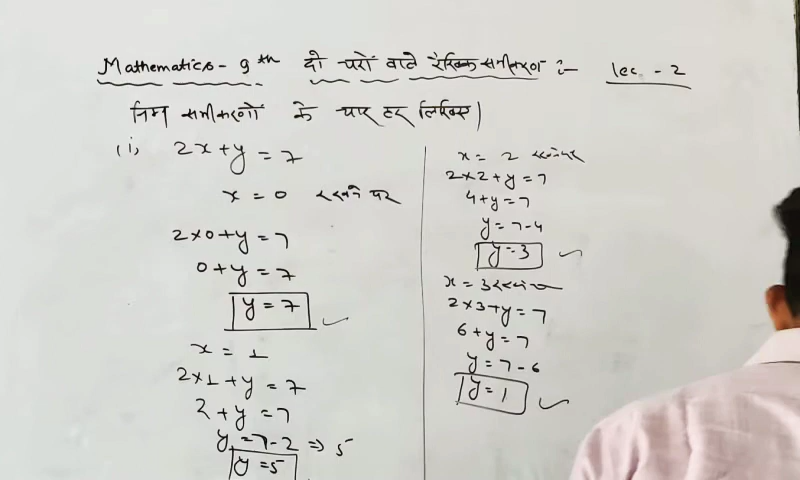 Mathematics - 9th दो चरों वाले रैखिक समीकरण :- lec. - 2
निम्न समीकरणों के चार हल लिखिए।
(i) 2x + y = 7
x = 0 रखने पर
2×0 + y = 7
0 + y = 7
y = 7
x = 1
2×1 + y = 7
2 + y = 7
y = 7 - 2 ⇒ 5
y = 5
x = 2 रखने पर
2×2 + y = 7
4 + y = 7
y = 7 - 4
y = 3
x = 3 रखने पर
2×3 + y = 7
6 + y = 7
y = 7 - 6
y = 1